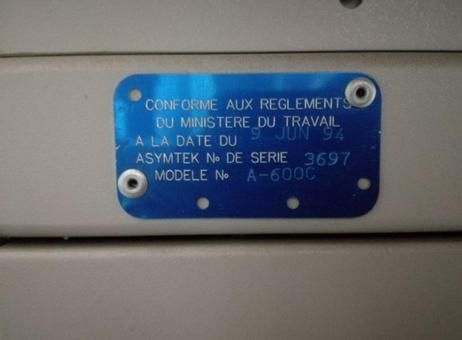 CONFORME AUX REGLEMENTS
DU MINISTERE DU TRAVAIL
A LA DATE DU 9 JUN 94
ASYMTEK No DE SERIE 3697
MODELE No A-600C